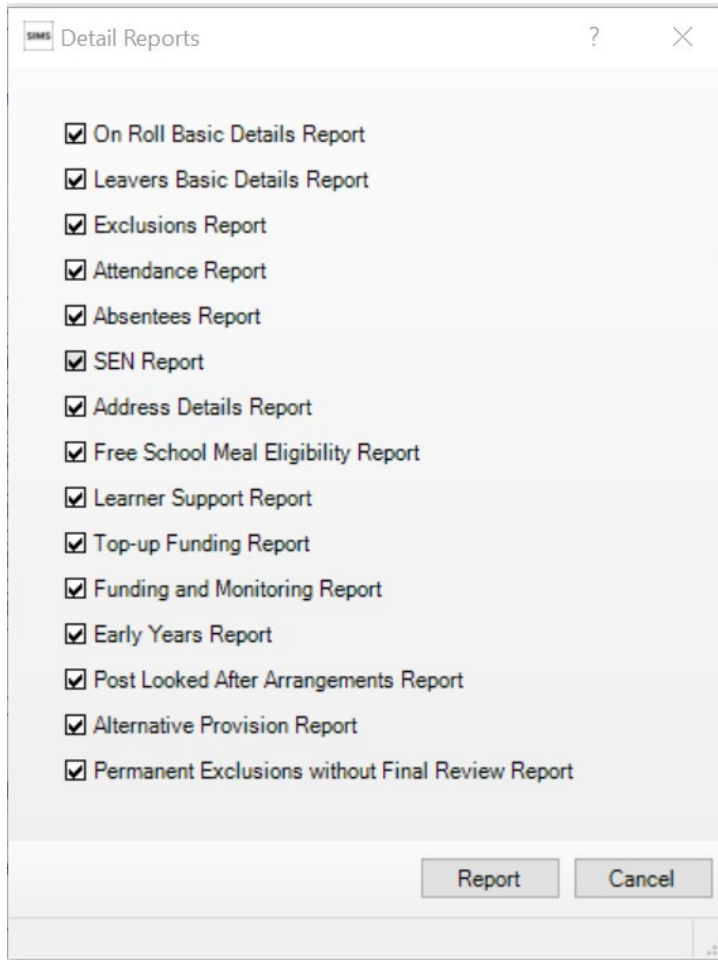 SIMS Detail Reports ?
On Roll Basic Details Report
Leavers Basic Details Report
Exclusions Report
Attendance Report
Absentees Report
SEN Report
Address Details Report
Free School Meal Eligibility Report
Learner Support Report
Top-up Funding Report
Funding and Monitoring Report
Early Years Report
Post Looked After Arrangements Report
Alternative Provision Report
Permanent Exclusions without Final Review Report
Report Cancel